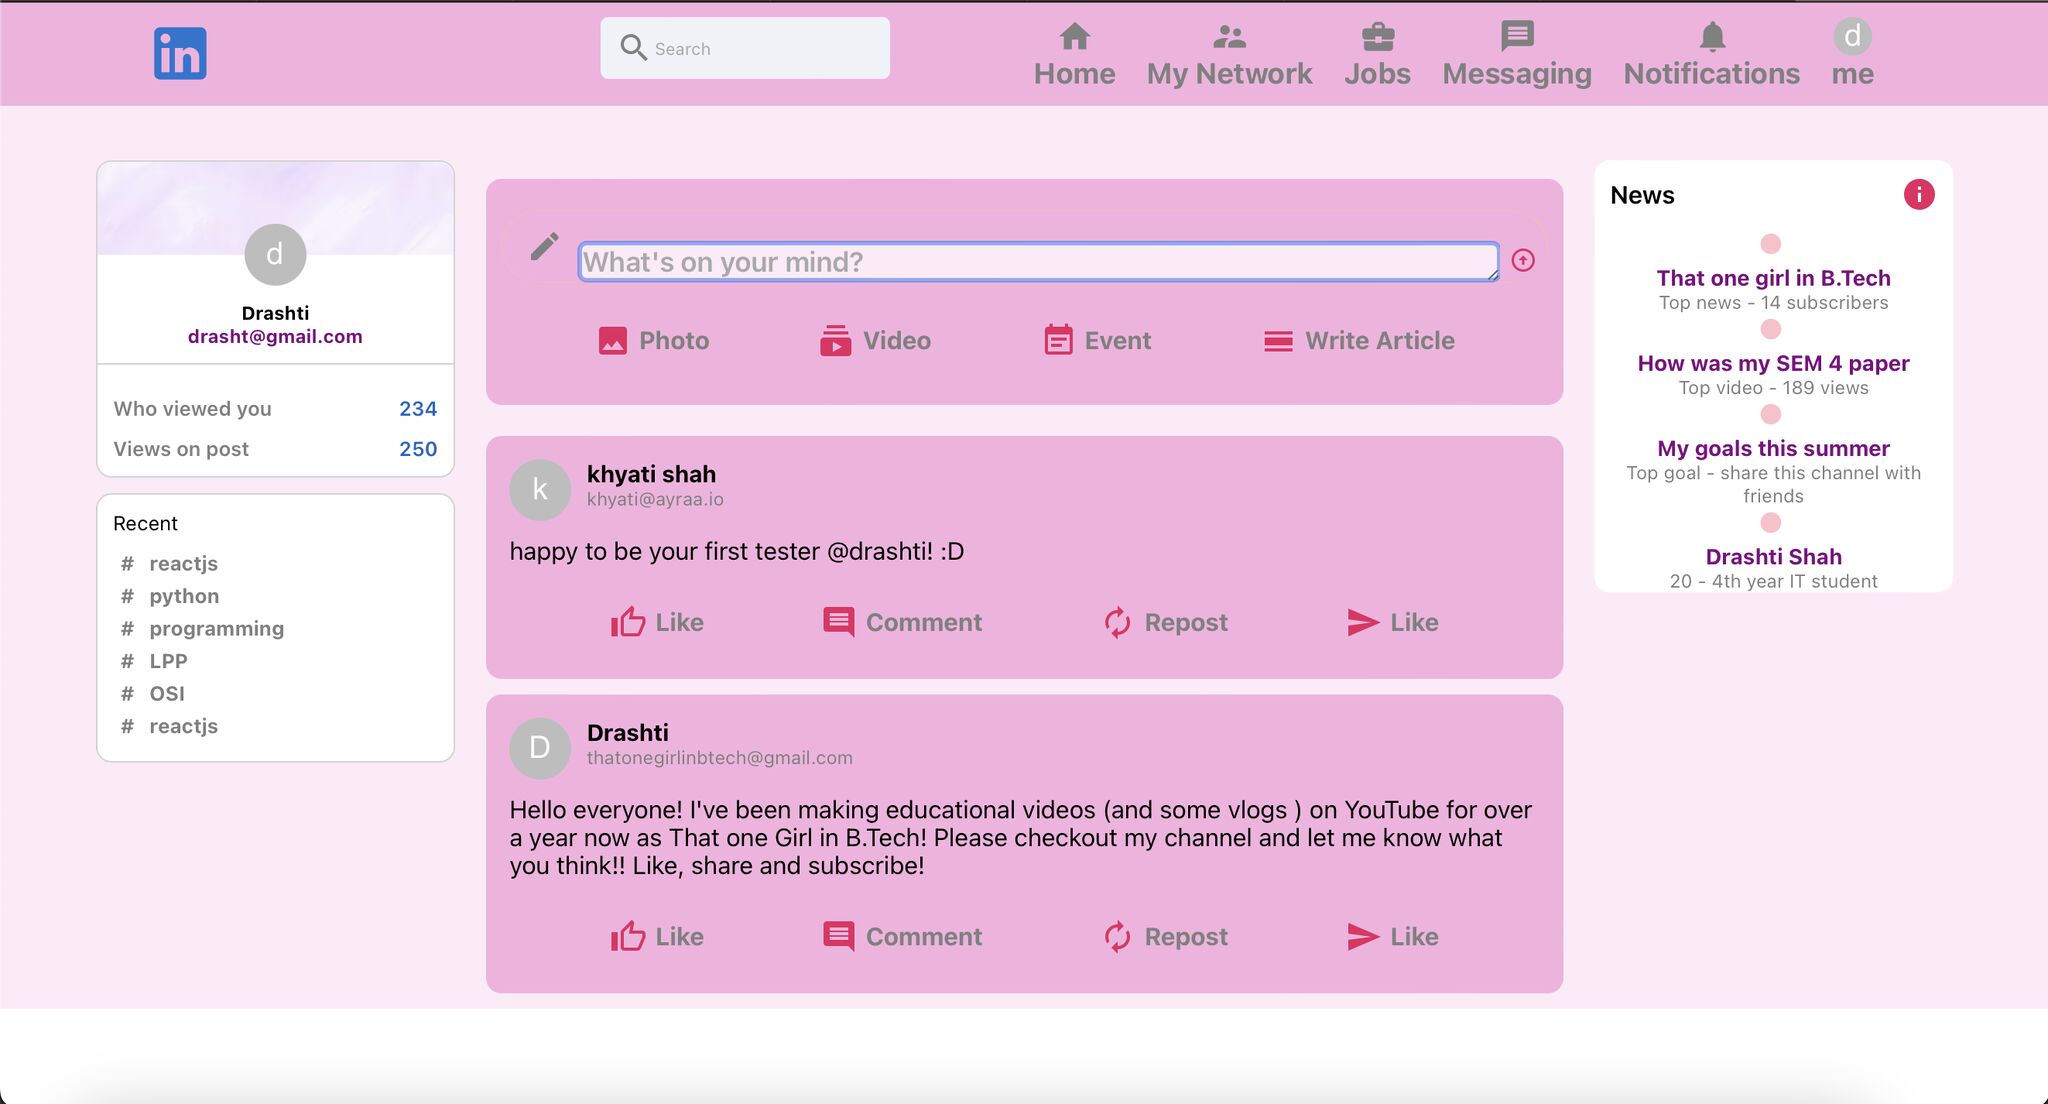 in
Search
Home
My Network
Jobs
Messaging
Notifications
d
me
d
Drashti
drasht@gmail.com
Who viewed you 234
Views on post 250
Recent
# reactjs
# python
# programming
# LPP
# OSI
# reactjs
What's on your mind?
Photo Video Event Write Article
k
khyati shah
khyati@ayraa.io
happy to be your first tester @drashti! :D
Like Comment Repost Like
D
Drashti
thatonegirlinbtech@gmail.com
Hello everyone! I've been making educational videos (and some vlogs ) on YouTube for over
a year now as That one Girl in B.Tech! Please checkout my channel and let me know what
you think!! Like, share and subscribe!
Like Comment Repost Like
News
i
That one girl in B.Tech
Top news - 14 subscribers
How was my SEM 4 paper
Top video - 189 views
My goals this summer
Top goal - share this channel with
friends
Drashti Shah
20 - 4th year IT student